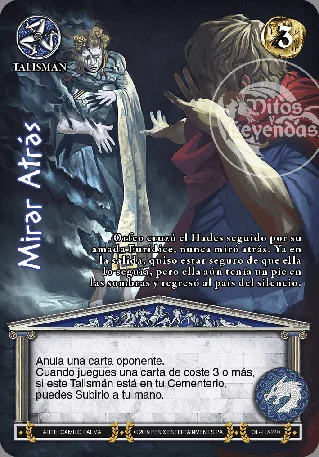 TALISMAN
3
Mitos y
Leyendas
Mirar Atrás
Orfeo cruzó el Hades seguido por su
amada Eurídice, nunca miró atrás. Ya en
la salida, quiso estar seguro de que ella
lo seguía, pero ella aún tenía un pie en
las sombras y regresó al país del silencio.
Anula una carta oponente.
Cuando juegues una carta de coste 3 o más,
si este Talismán está en tu Cementerio,
puedes Subirlo a tu mano.